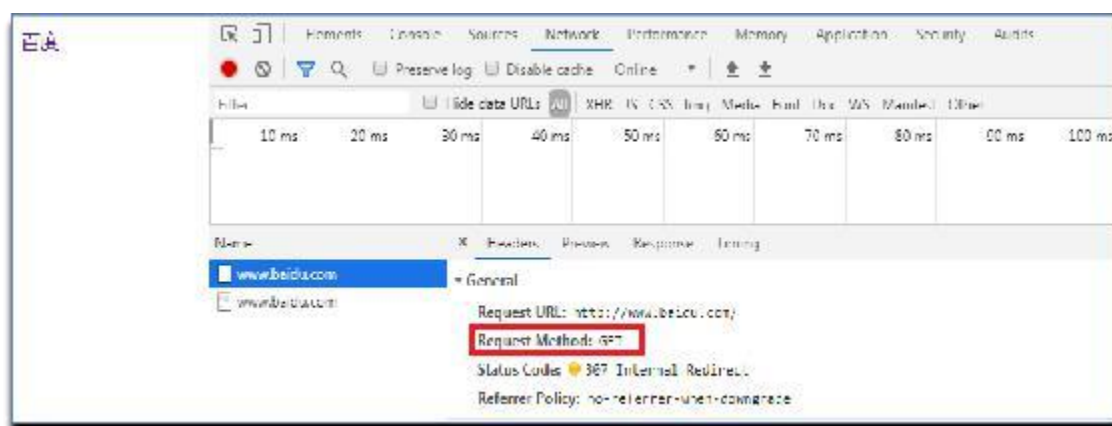 百度
Elements Console Sources Network Performance Memory Application Security Audits
Preserve log Disable cache Online
Filter Hide data URLs All XHR JS CSS Img Media Font Doc WS Manifest Other
10 ms 20 ms 30 ms 40 ms 50 ms 60 ms 70 ms 80 ms 90 ms 100 ms
Name × Headers Preview Response Timing
www.baidu.com
General
www.baidu.com
Request URL: http://www.baidu.com/
Request Method: GET
Status Code: 307 Internal Redirect
Referrer Policy: no-referrer-when-downgrade